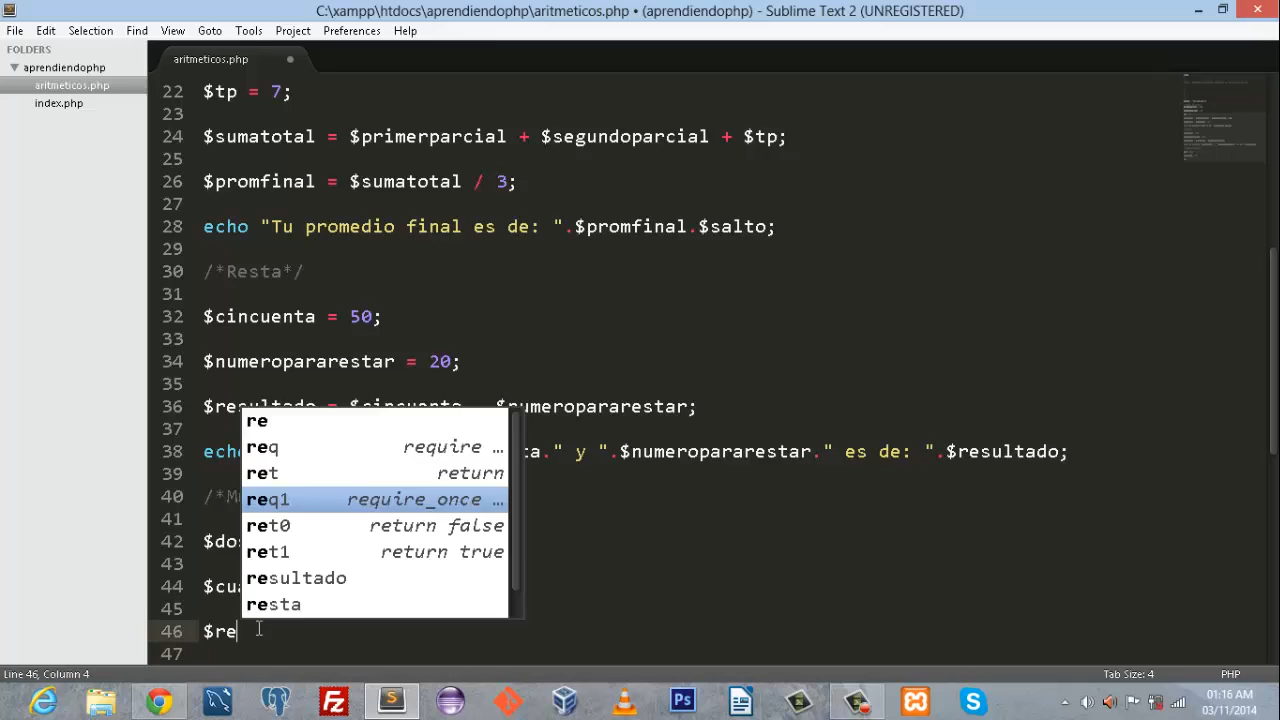 C:\xampp\htdocs\aprendiendophp\aritmeticos.php • (aprendiendophp) - Sublime Text 2 (UNREGISTERED)
File Edit Selection Find View Goto Tools Project Preferences Help
FOLDERS
aprendiendophp
aritmeticos.php
index.php
aritmeticos.php
22 $tp = 7;
23
24 $sumatotal = $primerparcial + $segundoparcial + $tp;
25
26 $promfinal = $sumatotal / 3;
27
28 echo "Tu promedio final es de: ".$promfinal.$salto;
29
30 /*Resta*/
31
32 $cincuenta = 50;
33
34 $numeropararestar = 20;
35
36 $resultado = $cincuenta - $numeropararestar;
37
38 echo ta." y ".$numeropararestar." es de: ".$resultado;
39
40 /*M
41
42 $dos
43
44 $cua
45
46 $re
47
re
req require …
ret return
req1 require_once …
ret0 return false
ret1 return true
resultado
resta
Line 46, Column 4 Tab Size: 4 PHP
01:16 AM
03/11/2014